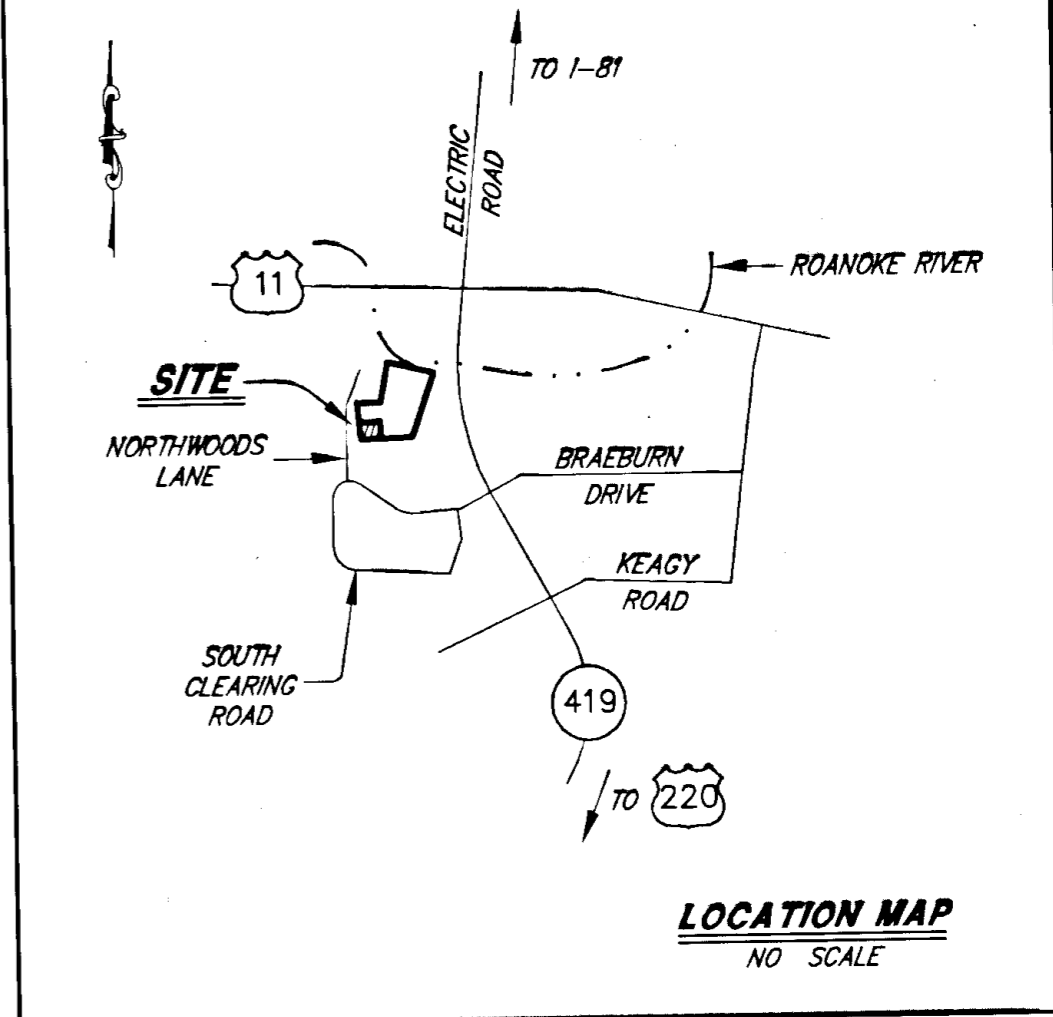 TO I-81
ELECTRIC
ROAD
11
ROANOKE RIVER
SITE
NORTHWOODS
LANE
BRAEBURN
DRIVE
KEAGY
ROAD
SOUTH
CLEARING
ROAD
419
TO 220
LOCATION MAP
NO SCALE